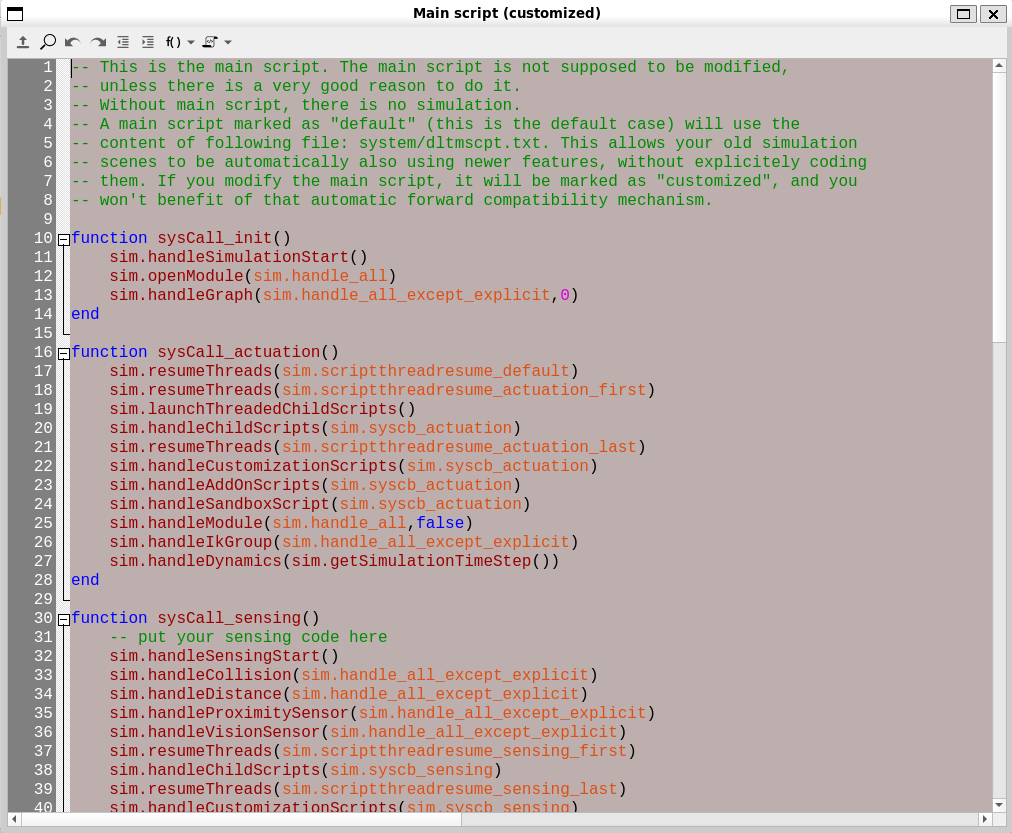 Main script (customized)
f()
1 -- This is the main script. The main script is not supposed to be modified,
2 -- unless there is a very good reason to do it.
3 -- Without main script, there is no simulation.
4 -- A main script marked as "default" (this is the default case) will use the
5 -- content of following file: system/dltmscpt.txt. This allows your old simulation
6 -- scenes to be automatically also using newer features, without explicitely coding
7 -- them. If you modify the main script, it will be marked as "customized", and you
8 -- won't benefit of that automatic forward compatibility mechanism.
9
10 function sysCall_init()
11     sim.handleSimulationStart()
12     sim.openModule(sim.handle_all)
13     sim.handleGraph(sim.handle_all_except_explicit,0)
14 end
15
16 function sysCall_actuation()
17     sim.resumeThreads(sim.scriptthreadresume_default)
18     sim.resumeThreads(sim.scriptthreadresume_actuation_first)
19     sim.launchThreadedChildScripts()
20     sim.handleChildScripts(sim.syscb_actuation)
21     sim.resumeThreads(sim.scriptthreadresume_actuation_last)
22     sim.handleCustomizationScripts(sim.syscb_actuation)
23     sim.handleAddOnScripts(sim.syscb_actuation)
24     sim.handleSandboxScript(sim.syscb_actuation)
25     sim.handleModule(sim.handle_all,false)
26     sim.handleIkGroup(sim.handle_all_except_explicit)
27     sim.handleDynamics(sim.getSimulationTimeStep())
28 end
29
30 function sysCall_sensing()
31     -- put your sensing code here
32     sim.handleSensingStart()
33     sim.handleCollision(sim.handle_all_except_explicit)
34     sim.handleDistance(sim.handle_all_except_explicit)
35     sim.handleProximitySensor(sim.handle_all_except_explicit)
36     sim.handleVisionSensor(sim.handle_all_except_explicit)
37     sim.resumeThreads(sim.scriptthreadresume_sensing_first)
38     sim.handleChildScripts(sim.syscb_sensing)
39     sim.resumeThreads(sim.scriptthreadresume_sensing_last)
40     sim.handleCustomizationScripts(sim.syscb_sensing)